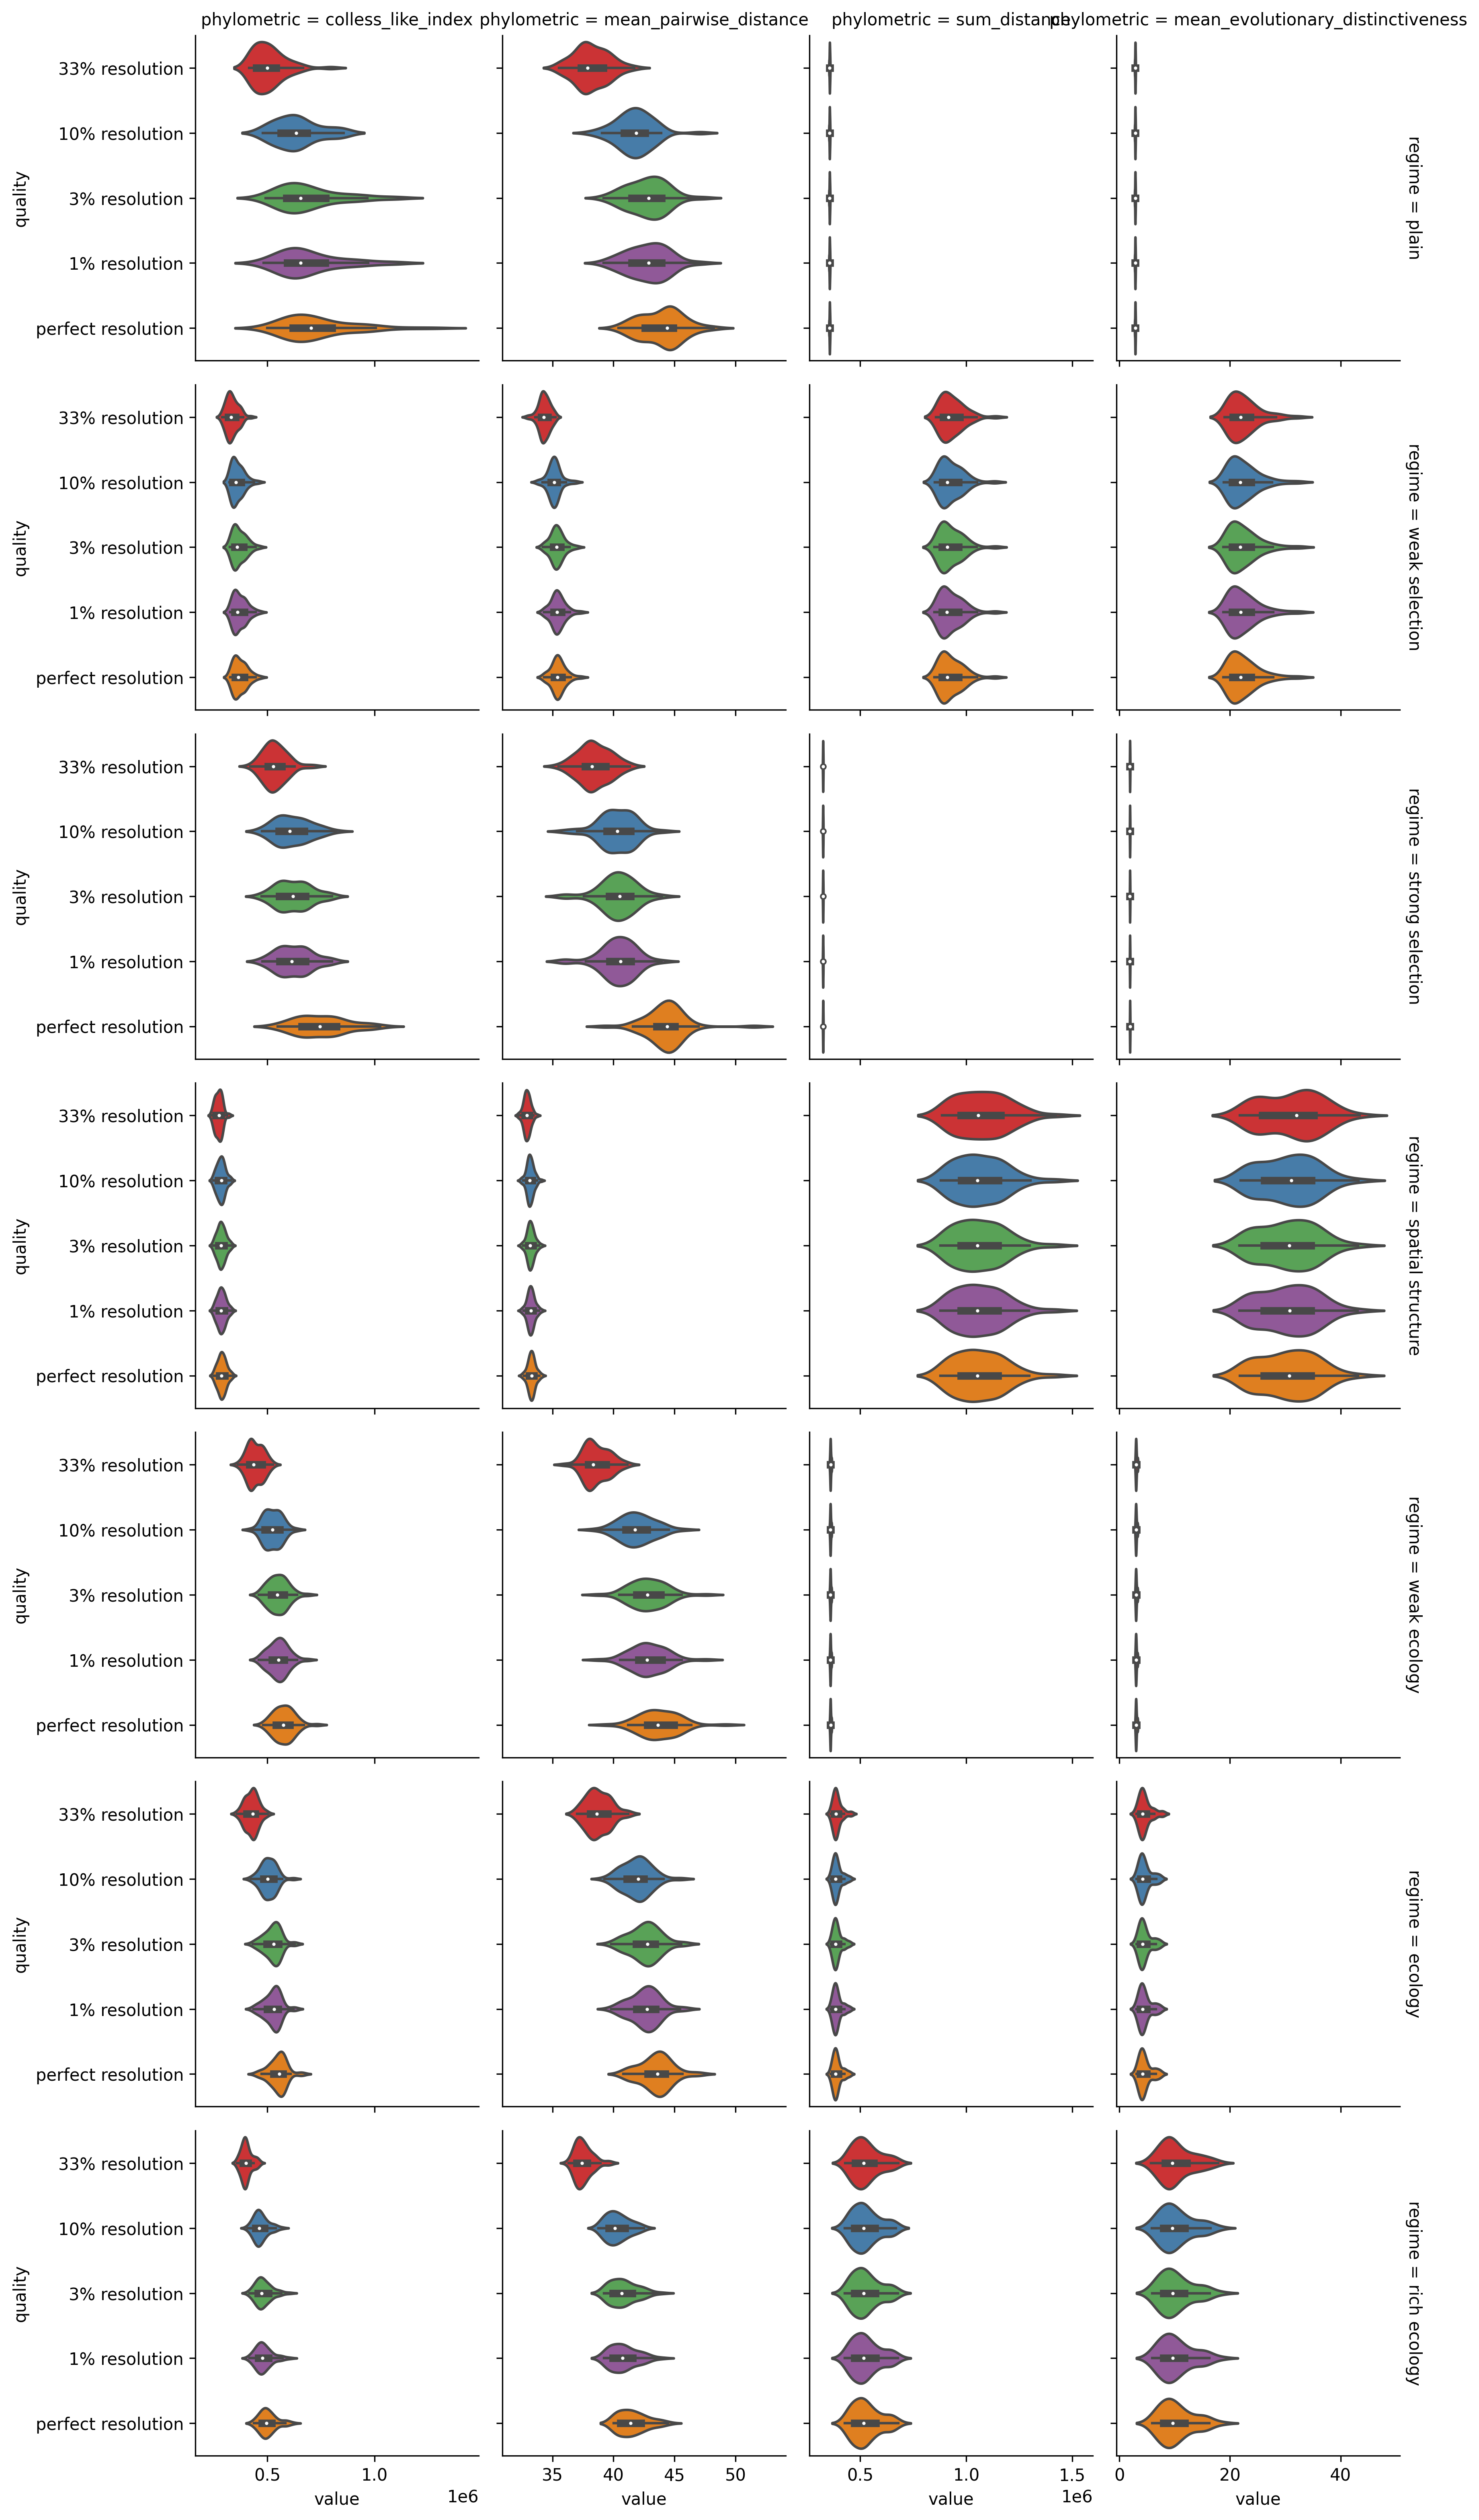 phylometric = colless_like_index
phylometric = mean_pairwise_distance
phylometric = sum_distance
phylometric = mean_evolutionary_distinctiveness
quality
33% resolution
10% resolution
3% resolution
1% resolution
perfect resolution
regime = plain
quality
33% resolution
10% resolution
3% resolution
1% resolution
perfect resolution
regime = weak selection
quality
33% resolution
10% resolution
3% resolution
1% resolution
perfect resolution
regime = strong selection
quality
33% resolution
10% resolution
3% resolution
1% resolution
perfect resolution
regime = spatial structure
quality
33% resolution
10% resolution
3% resolution
1% resolution
perfect resolution
regime = weak ecology
quality
33% resolution
10% resolution
3% resolution
1% resolution
perfect resolution
regime = ecology
quality
33% resolution
10% resolution
3% resolution
1% resolution
perfect resolution
regime = rich ecology
0.5 1.0
1e6
value
35 40 45 50
value
0.5 1.0 1.5
1e6
value
0 20 40
value